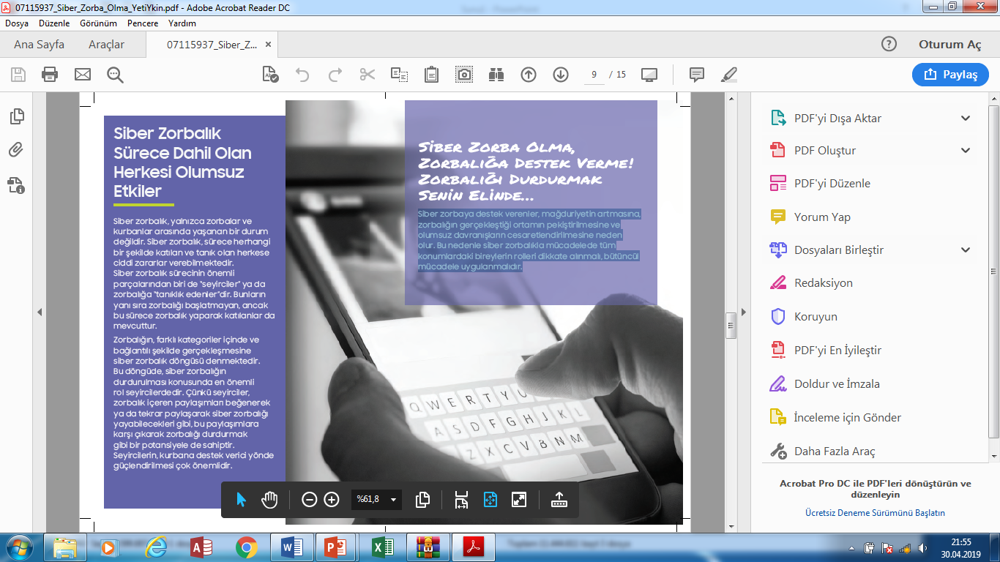 07115937_Siber_Zorba_Olma_YetiYkin.pdf - Adobe Acrobat Reader DC
Dosya Düzenle Görünüm Pencere Yardım
Ana Sayfa Araçlar 07115937_Siber_Z... Oturum Aç
9 / 15 Paylaş
Siber Zorbalık
Sürece Dahil Olan
Herkesi Olumsuz
Etkiler
Siber zorbalık, yalnızca zorbalar ve
kurbanlar arasında yaşanan bir durum
değildir. Siber zorbalık, sürece herhangi
bir şekilde katılan ve tanık olan herkese
ciddi zararlar verebilmektedir.
Siber zorbalık sürecinin önemli
parçalarından biri de "seyirciler" ya da
zorbalığa "tanıklık edenler"dir. Bunların
yanı sıra zorbalığı başlatmayan, ancak
bu sürece zorbalık yaparak katılanlar da
mevcuttur.
Zorbalığın, farklı kategoriler içinde ve
bağlantılı şekilde gerçekleşmesine
siber zorbalık döngüsü denmektedir.
Bu döngüde, siber zorbalığın
durdurulması konusunda en önemli
rol seyircilerdedir. Çünkü seyirciler,
zorbalık içeren paylaşımları beğenerek
ya da tekrar paylaşarak siber zorbalığı
yayabilecekleri gibi, bu paylaşımlara
karşı çıkarak zorbalığı durdurmak
gibi bir potansiyele de sahiptir.
Seyircilerin, kurbana destek verici yönde
güçlendirilmesi çok önemlidir.
Siber Zorba Olma,
Zorbalığa Destek Verme!
Zorbalığı Durdurmak
Senin Elinde...
Siber zorbaya destek verenler, mağduriyetin artmasına,
zorbalığın gerçekleştiği ortamın pekiştirilmesine ve
olumsuz davranışların cesaretlendirilmesine neden
olur. Bu nedenle siber zorbalıkla mücadelede tüm
konumlardaki bireylerin rolleri dikkate alınmalı, bütüncül
mücadele uygulanmalıdır.
Q W E R T Y U
A S D F G H J K L
Z X C V B N M
%61,8
PDF'yi Dışa Aktar
PDF Oluştur
PDF'yi Düzenle
Yorum Yap
Dosyaları Birleştir
Redaksiyon
Koruyun
PDF'yi En İyileştir
Doldur ve İmzala
İnceleme için Gönder
Daha Fazla Araç
Acrobat Pro DC ile PDF'leri dönüştürün ve
düzenleyin
Ücretsiz Deneme Sürümünü Başlatın
21:55
30.04.2019